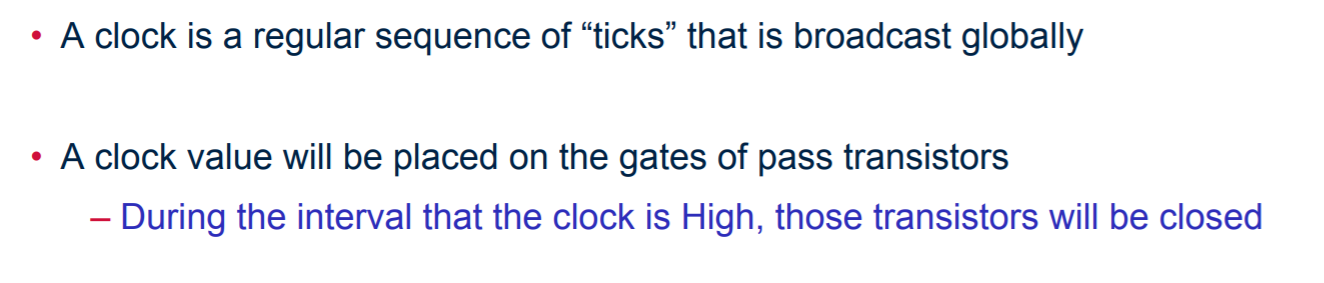 • A clock is a regular sequence of “ticks” that is broadcast globally
• A clock value will be placed on the gates of pass transistors
– During the interval that the clock is High, those transistors will be closed